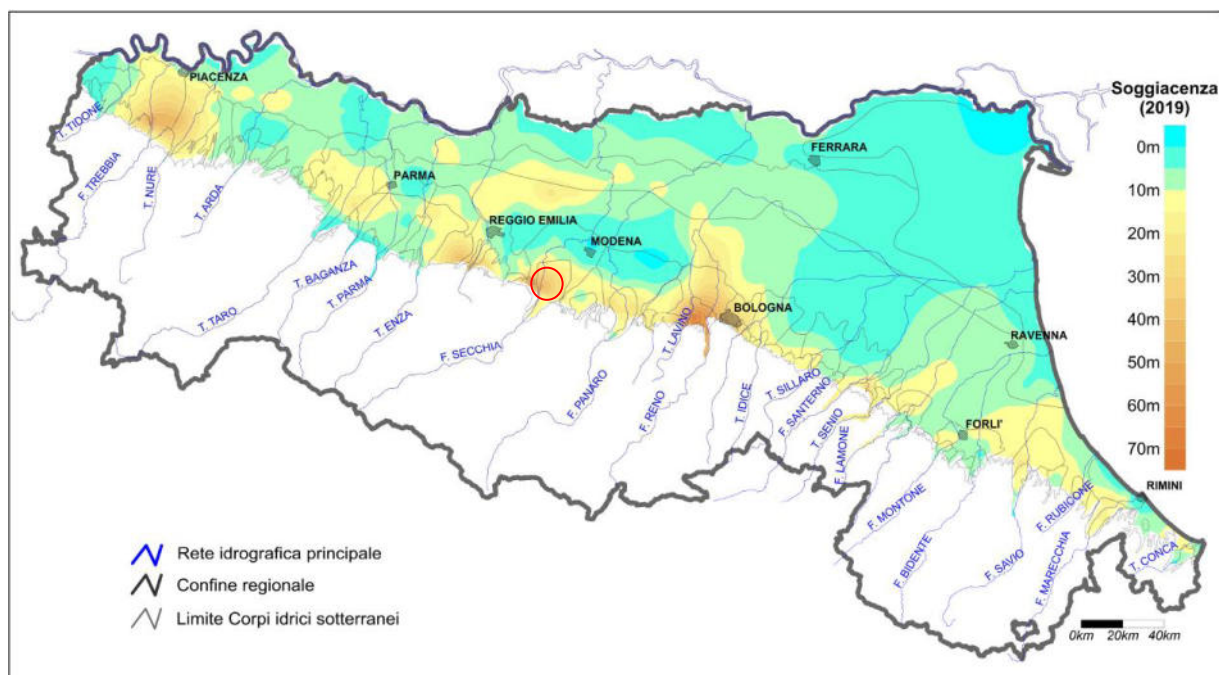 Soggiacenza
(2019)
0m
10m
20m
30m
40m
50m
60m
70m
PIACENZA
PARMA
REGGIO EMILIA
MODENA
BOLOGNA
FERRARA
RAVENNA
FORLI'
RIMINI
T. TIDONE
F. TREBBIA
T. NURE
T. ARDA
T. TARO
T. BAGANZA
T. PARMA
T. ENZA
F. SECCHIA
F. PANARO
T. LAVINO
F. RENO
T. IDICE
T. SILLARO
F. SANTERNO
T. SENIO
F. LAMONE
F. MONTONE
F. BIDENTE
F. SAVIO
F. RUBICONE
F. MARECCHIA
T. CONCA
Rete idrografica principale
Confine regionale
Limite Corpi idrici sotterranei
0km 20km 40km